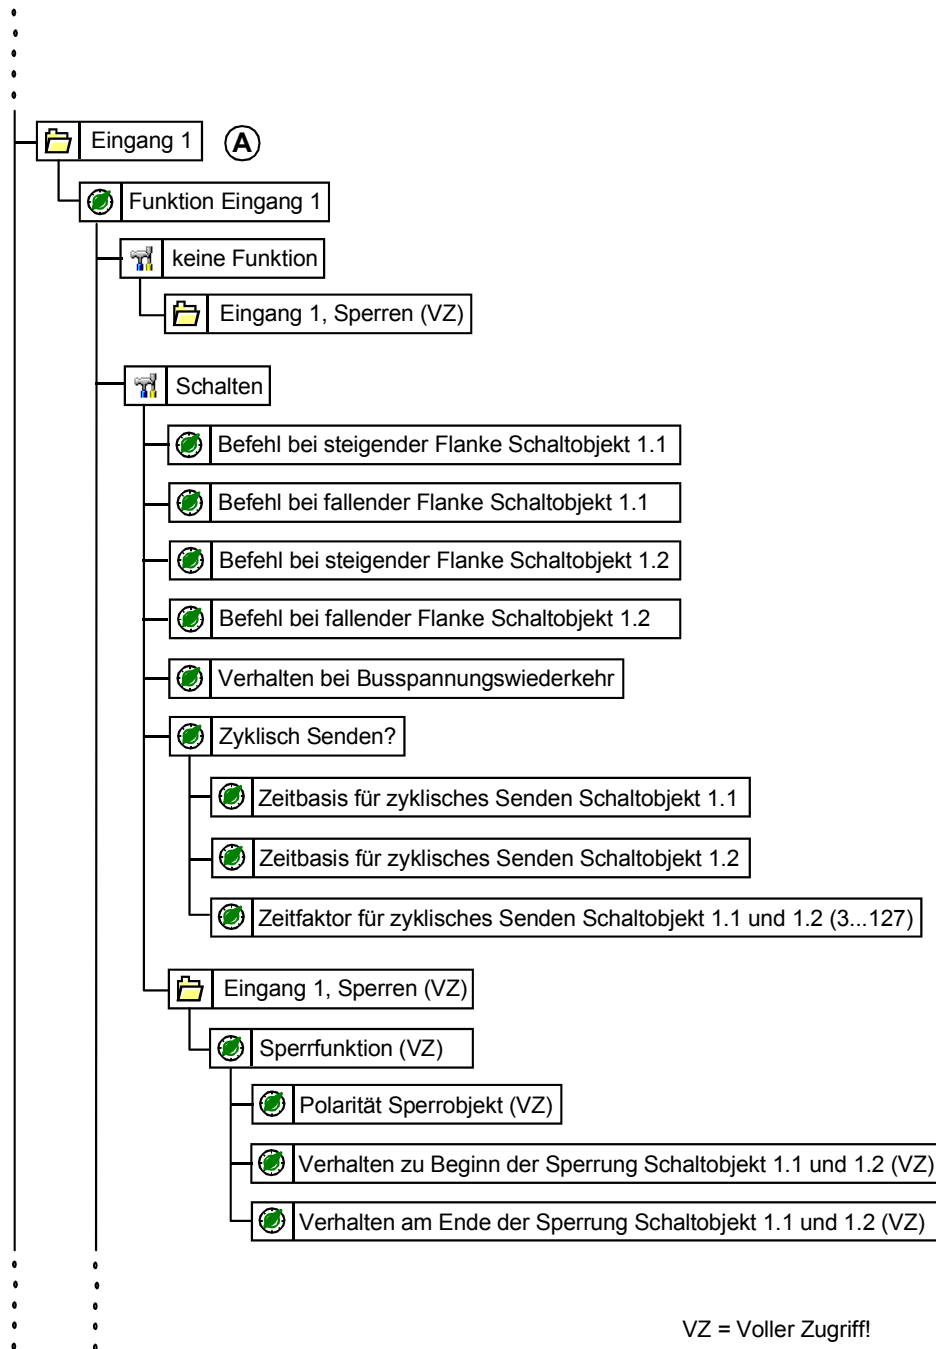 Eingang 1
A
Funktion Eingang 1
keine Funktion
Eingang 1, Sperren (VZ)
Schalten
Befehl bei steigender Flanke Schaltobjekt 1.1
Befehl bei fallender Flanke Schaltobjekt 1.1
Befehl bei steigender Flanke Schaltobjekt 1.2
Befehl bei fallender Flanke Schaltobjekt 1.2
Verhalten bei Busspannungswiederkehr
Zyklisch Senden?
Zeitbasis für zyklisches Senden Schaltobjekt 1.1
Zeitbasis für zyklisches Senden Schaltobjekt 1.2
Zeitfaktor für zyklisches Senden Schaltobjekt 1.1 und 1.2 (3...127)
Eingang 1, Sperren (VZ)
Sperrfunktion (VZ)
Polarität Sperrobjekt (VZ)
Verhalten zu Beginn der Sperrung Schaltobjekt 1.1 und 1.2 (VZ)
Verhalten am Ende der Sperrung Schaltobjekt 1.1 und 1.2 (VZ)
VZ = Voller Zugriff!